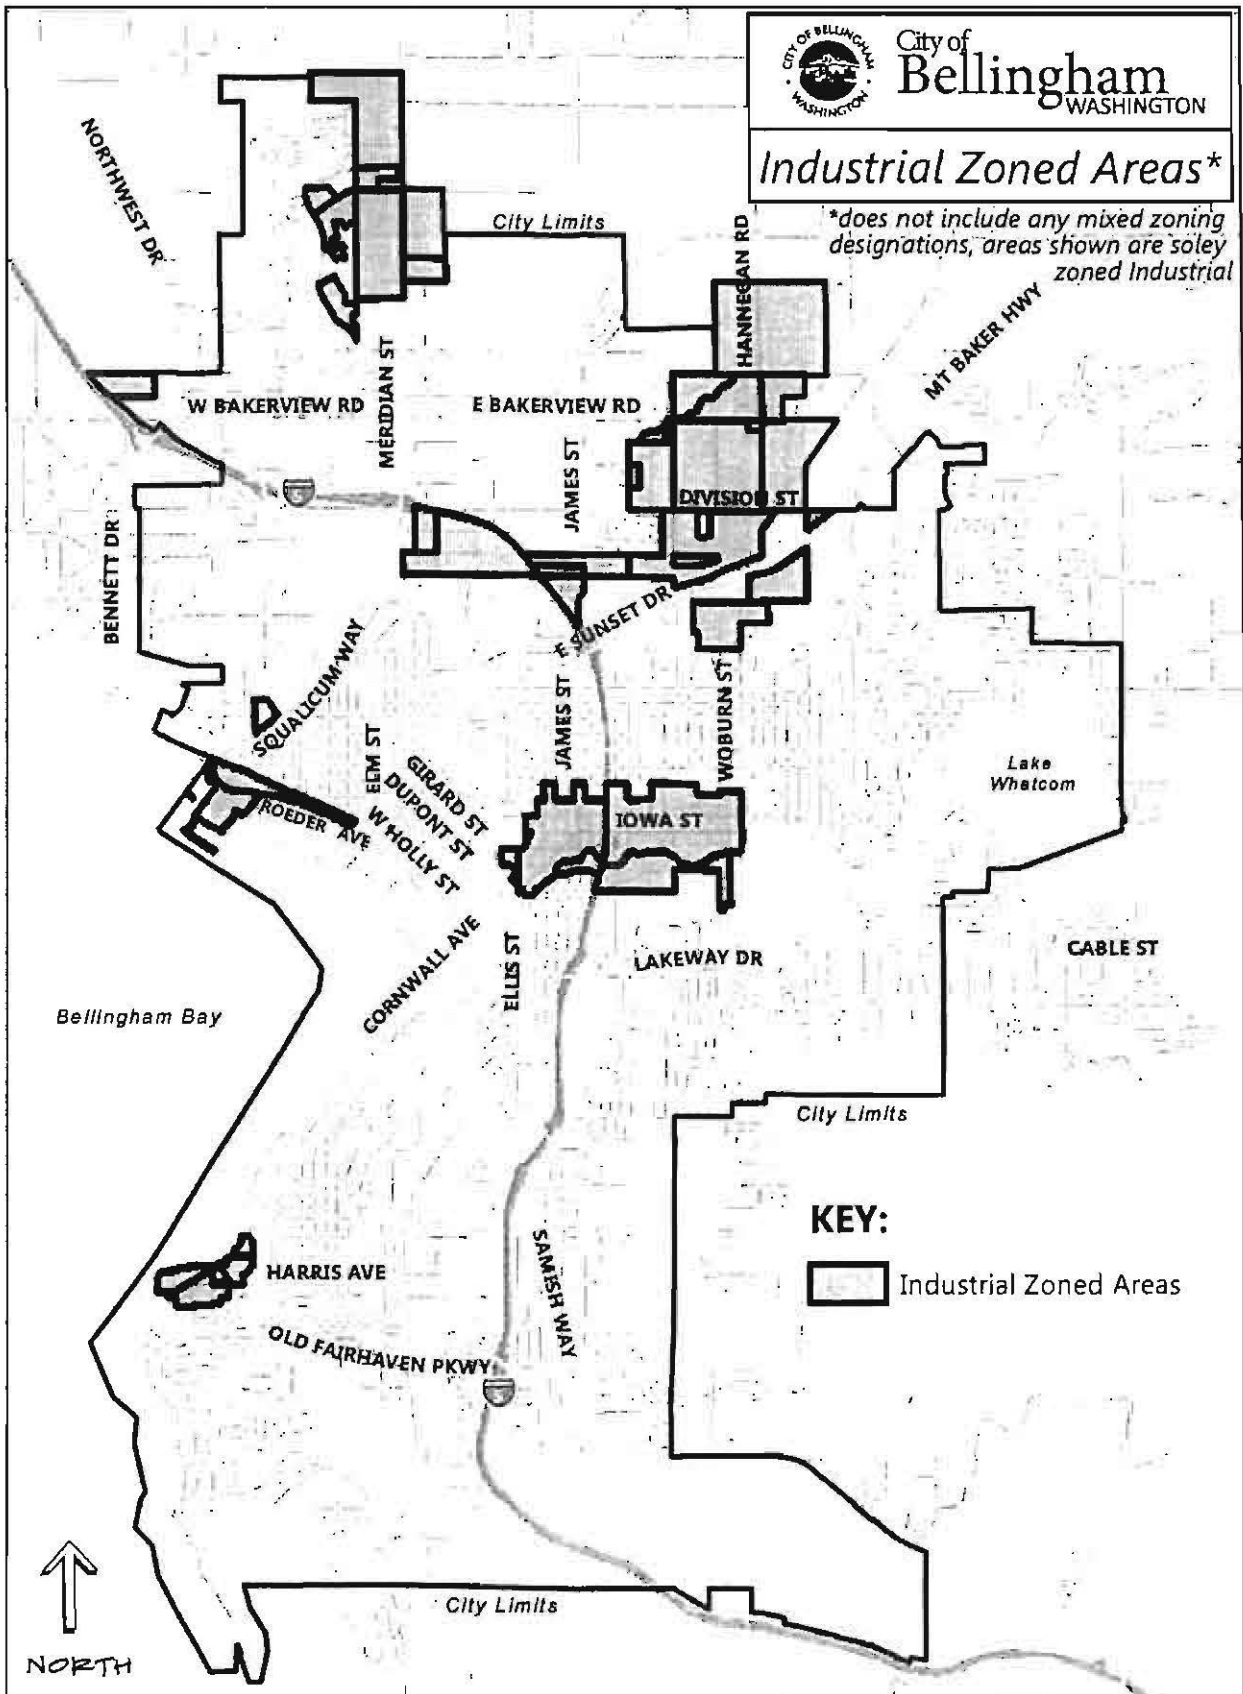 CITY OF BELLINGHAM
WASHINGTON
City of
Bellingham
WASHINGTON
Industrial Zoned Areas*
*does not include any mixed zoning
designations, areas shown are soley
zoned Industrial
NORTHWEST DR
City Limits
HANNEGAN RD
MT BAKER HWY
MERIDIAN ST
W BAKERVIEW RD
E BAKERVIEW RD
JAMES ST
DIVISION ST
BENNETT DR
E SUNSET DR
SQUALICUM WAY
JAMES ST
WOBURN ST
ELM ST
GIRARD ST
DUPONT ST
W HOLLY ST
ROEDER AVE
IOWA ST
Lake
Whatcom
CORNWALL AVE
ELLIS ST
LAKEWAY DR
CABLE ST
Bellingham Bay
City Limits
KEY:
Industrial Zoned Areas
HARRIS AVE
SAMISH WAY
OLD FAIRHAVEN PKWY
City Limits
NORTH